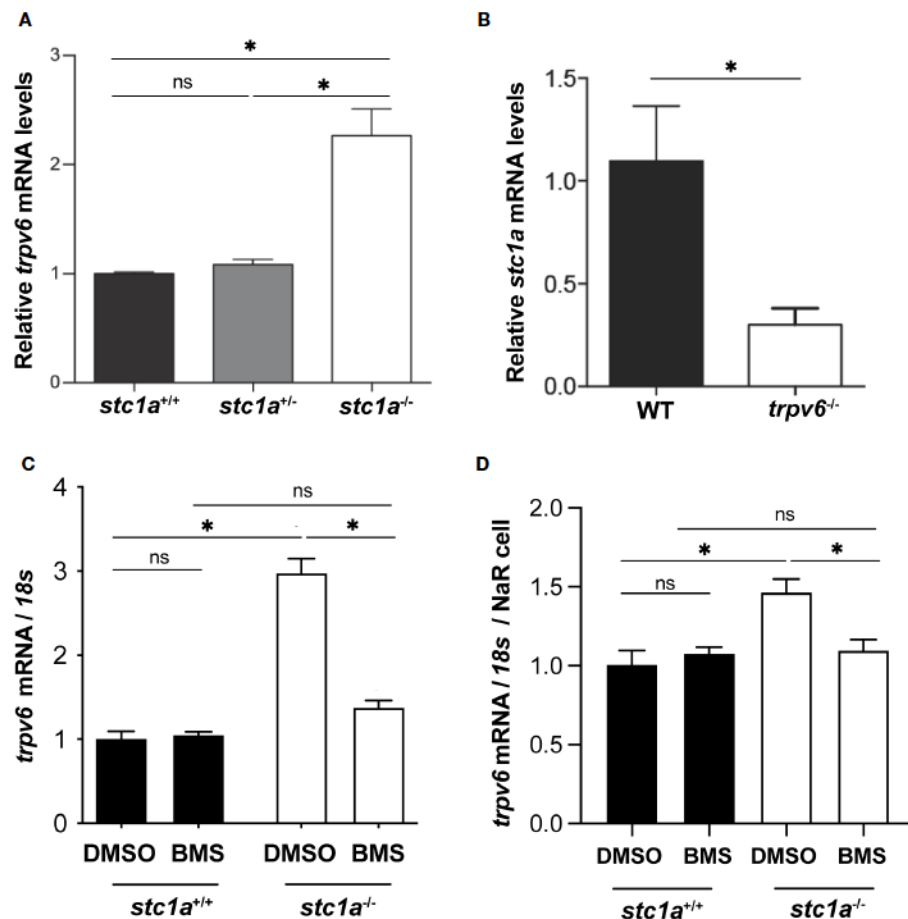 A
Relative trpv6 mRNA levels
3
2
1
0
*
ns
*
stc1a+/+
stc1a+/-
stc1a-/-
B
Relative stc1a mRNA levels
1.5
1.0
0.5
0.0
*
WT
trpv6-/-
C
trpv6 mRNA / 18s
4
3
2
1
0
ns
*
*
ns
DMSO BMS DMSO BMS
stc1a+/+
stc1a-/-
D
trpv6 mRNA / 18s / NaR cell
2.0
1.5
1.0
0.5
0.0
ns
*
*
ns
DMSO BMS DMSO BMS
stc1a+/+
stc1a-/-